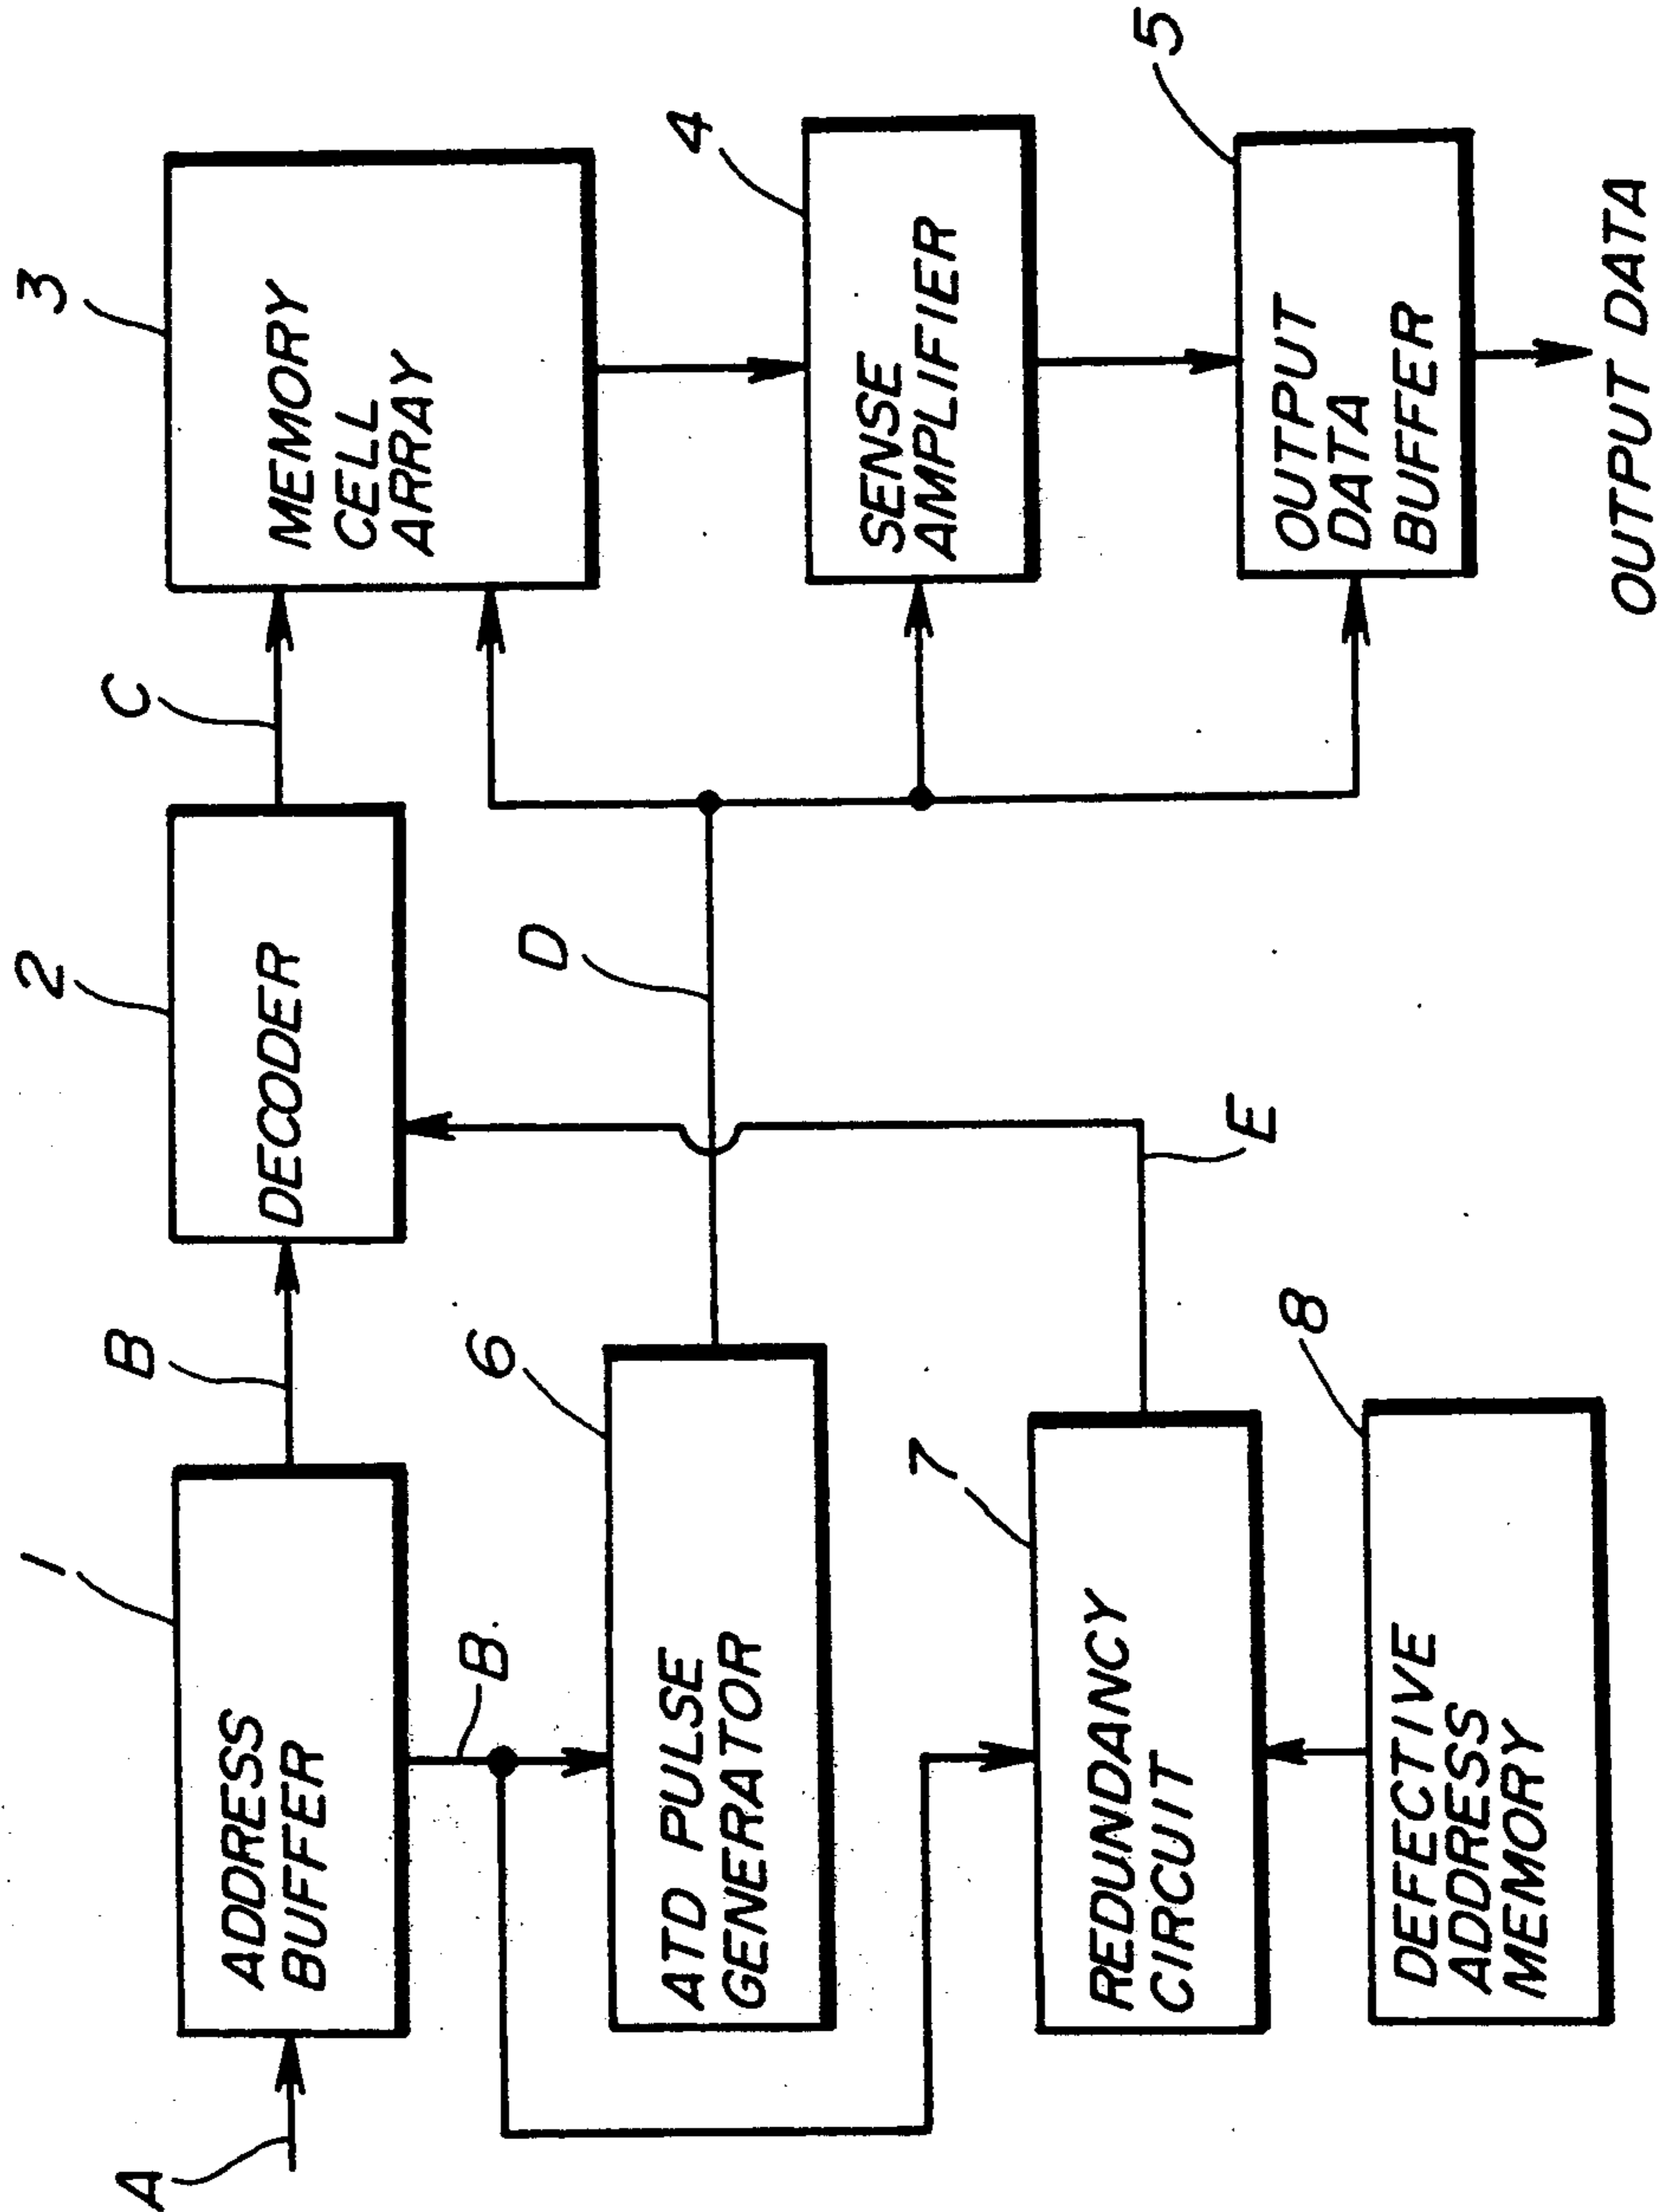 1
ADDRESS
BUFFER
A
B
2
DECODER
C
3
MEMORY
CELL
ARRAY
B
6
ATD PULSE
GENERATOR
D
4
SENSE
AMPLIFIER
7
REDUNDANCY
CIRCUIT
E
5
OUTPUT
DATA
BUFFER
8
DEFECTIVE
ADDRESS
MEMORY
OUTPUT DATA